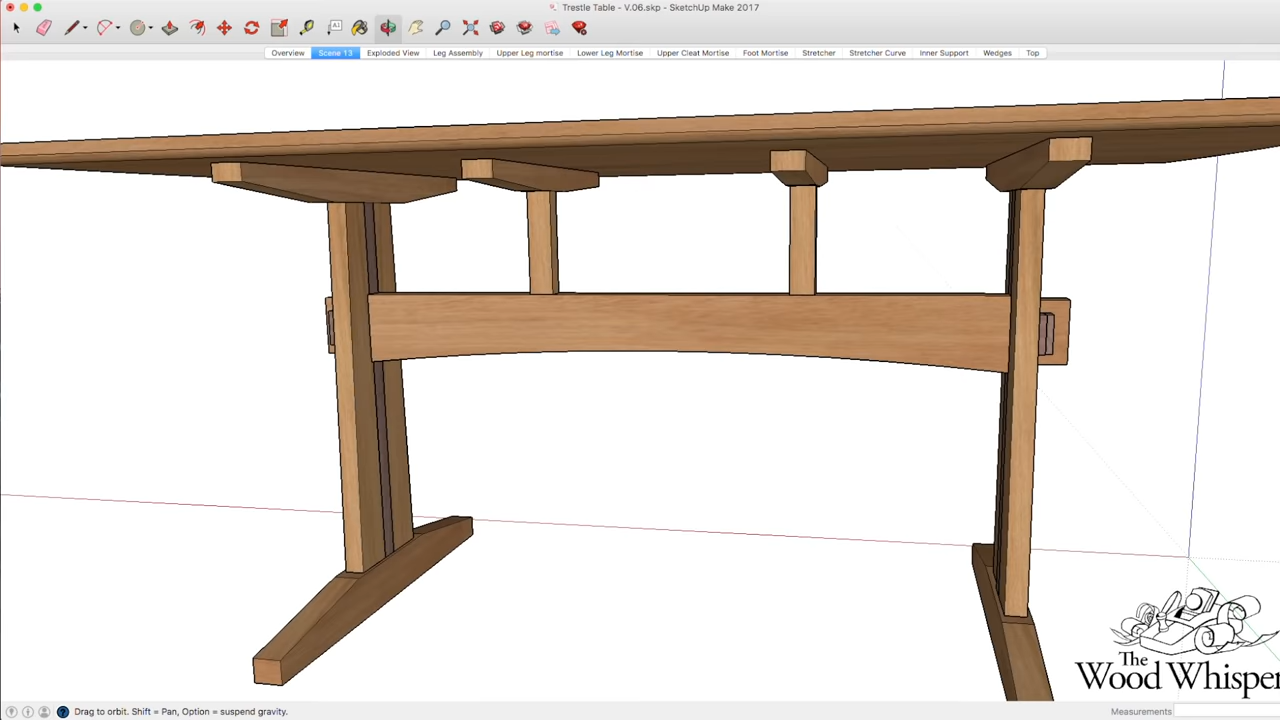 Trestle Table - V.06.skp - SketchUp Make 2017
A1
Overview
Scene 13
Exploded View
Leg Assembly
Upper Leg mortise
Lower Leg Mortise
Upper Cleat Mortise
Foot Mortise
Stretcher
Stretcher Curve
Inner Support
Wedges
Top
The
Wood Whisper
Drag to orbit. Shift = Pan, Option = suspend gravity.
Measurements